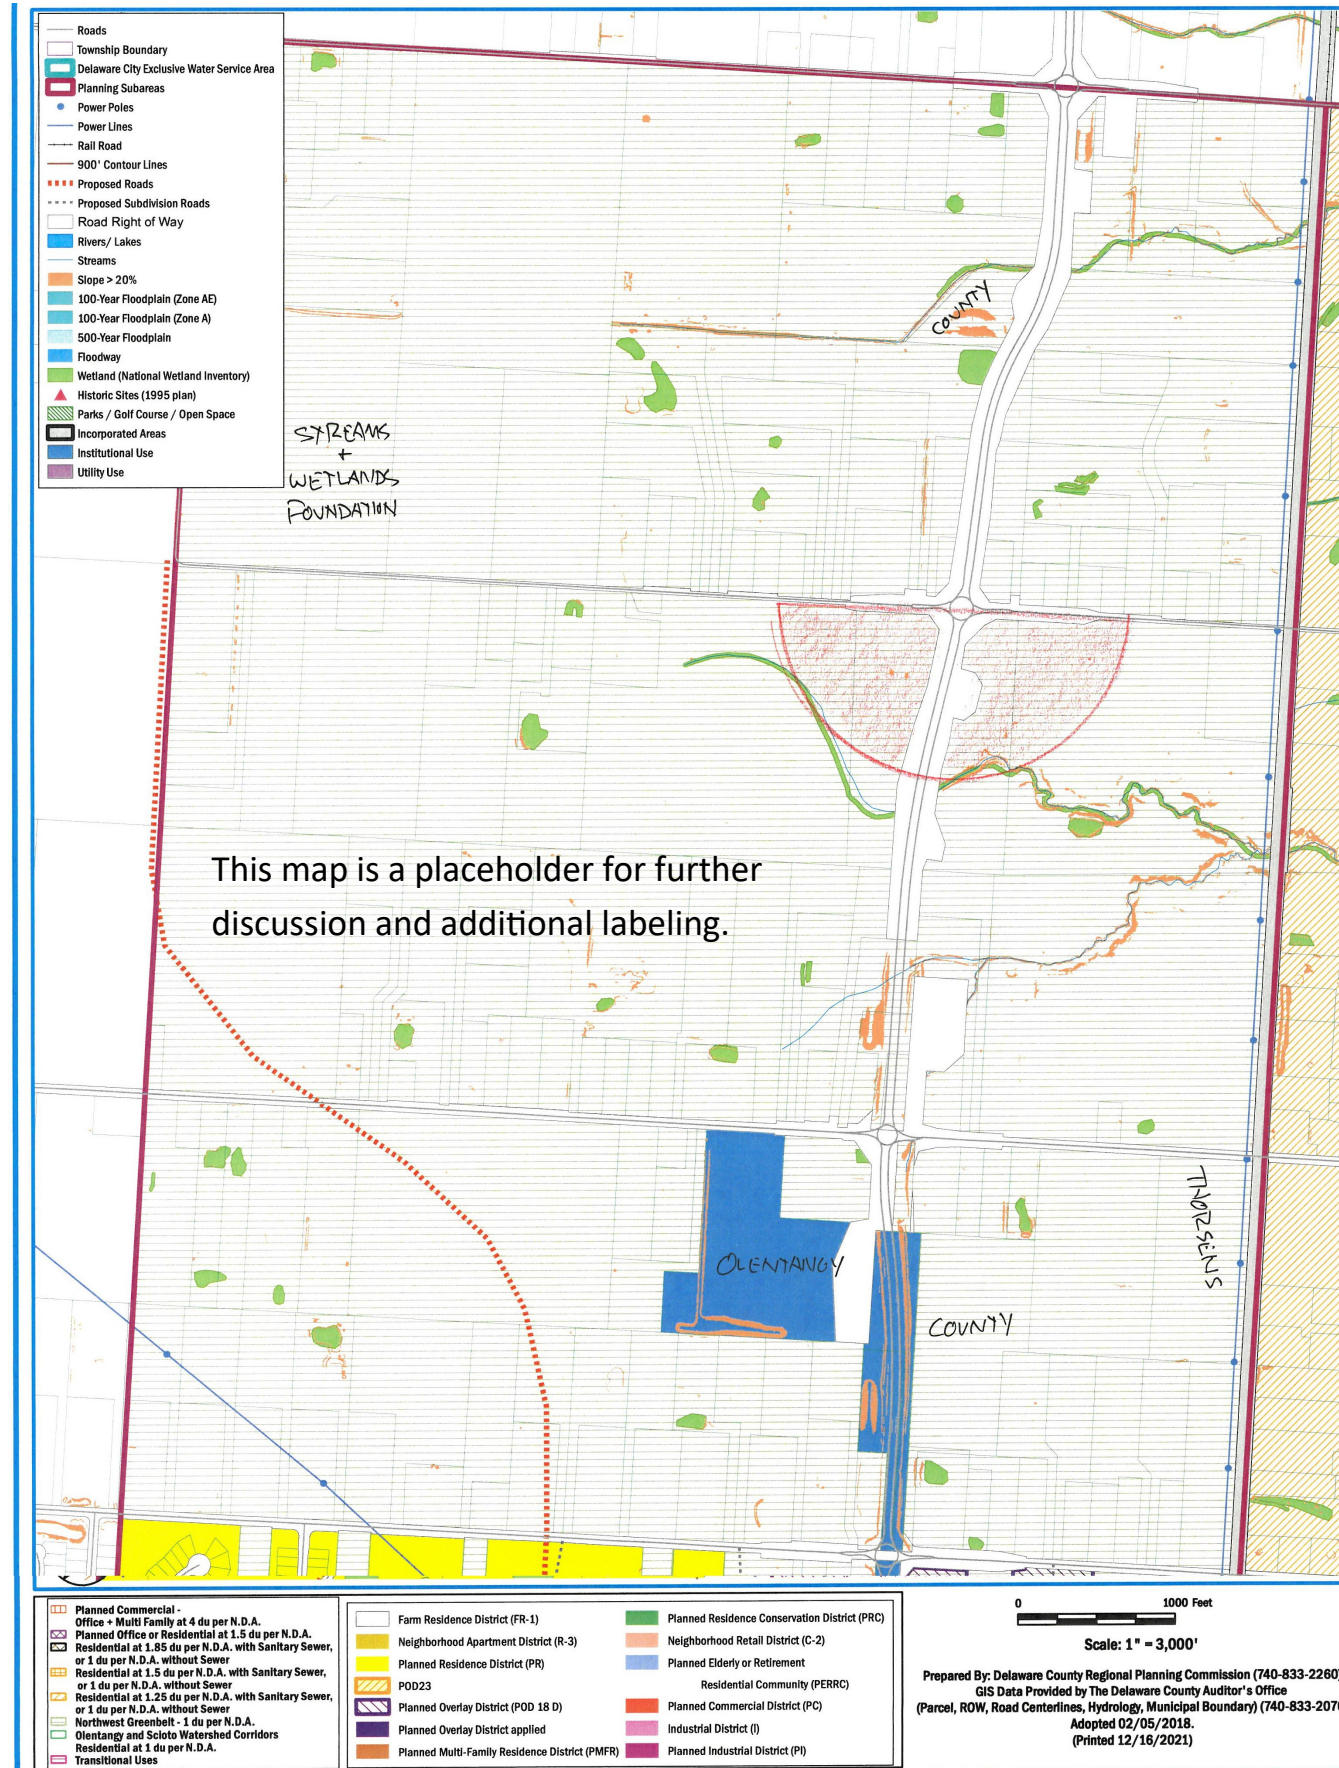 Roads
Township Boundary
Delaware City Exclusive Water Service Area
Planning Subareas
Power Poles
Power Lines
Rail Road
900' Contour Lines
Proposed Roads
Proposed Subdivision Roads
Road Right of Way
Rivers/ Lakes
Streams
Slope > 20%
100-Year Floodplain (Zone AE)
100-Year Floodplain (Zone A)
500-Year Floodplain
Floodway
Wetland (National Wetland Inventory)
Historic Sites (1995 plan)
Parks / Golf Course / Open Space
Incorporated Areas
Institutional Use
Utility Use
COUNTY
STREAMS
+
WETLANDS
FOUNDATION
This map is a placeholder for further
discussion and additional labeling.
THORSENS
OLENTANGY
COUNTY
Planned Commercial -
Office + Multi Family at 4 du per N.D.A.
Planned Office or Residential at 1.5 du per N.D.A.
Residential at 1.85 du per N.D.A. with Sanitary Sewer,
or 1 du per N.D.A. without Sewer
Residential at 1.5 du per N.D.A. with Sanitary Sewer,
or 1 du per N.D.A. without Sewer
Residential at 1.25 du per N.D.A. with Sanitary Sewer,
or 1 du per N.D.A. without Sewer
Northwest Greenbelt - 1 du per N.D.A.
Olentangy and Scioto Watershed Corridors
Residential at 1 du per N.D.A.
Transitional Uses
Farm Residence District (FR-1)
Neighborhood Apartment District (R-3)
Planned Residence District (PR)
POD23
Planned Overlay District (POD 18 D)
Planned Overlay District applied
Planned Multi-Family Residence District (PMFR)
Planned Residence Conservation District (PRC)
Neighborhood Retail District (C-2)
Planned Elderly or Retirement
Residential Community (PERRC)
Planned Commercial District (PC)
Industrial District (I)
Planned Industrial District (PI)
0 1000 Feet
Scale: 1" = 3,000'
Prepared By: Delaware County Regional Planning Commission (740-833-2260)
GIS Data Provided by The Delaware County Auditor's Office
(Parcel, ROW, Road Centerlines, Hydrology, Municipal Boundary) (740-833-2070
Adopted 02/05/2018.
(Printed 12/16/2021)